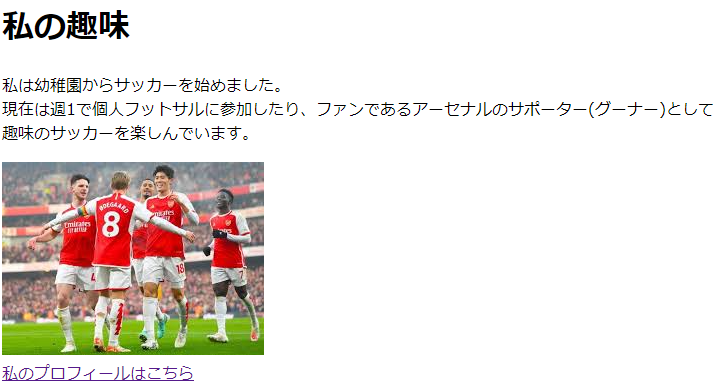 私の趣味
私は幼稚園からサッカーを始めました。
現在は週1で個人フットサルに参加したり、ファンであるアーセナルのサポーター(グーナー)として
趣味のサッカーを楽しんでいます。
ØDEGAARD
8
Emirates
18
7
私のプロフィールはこちら